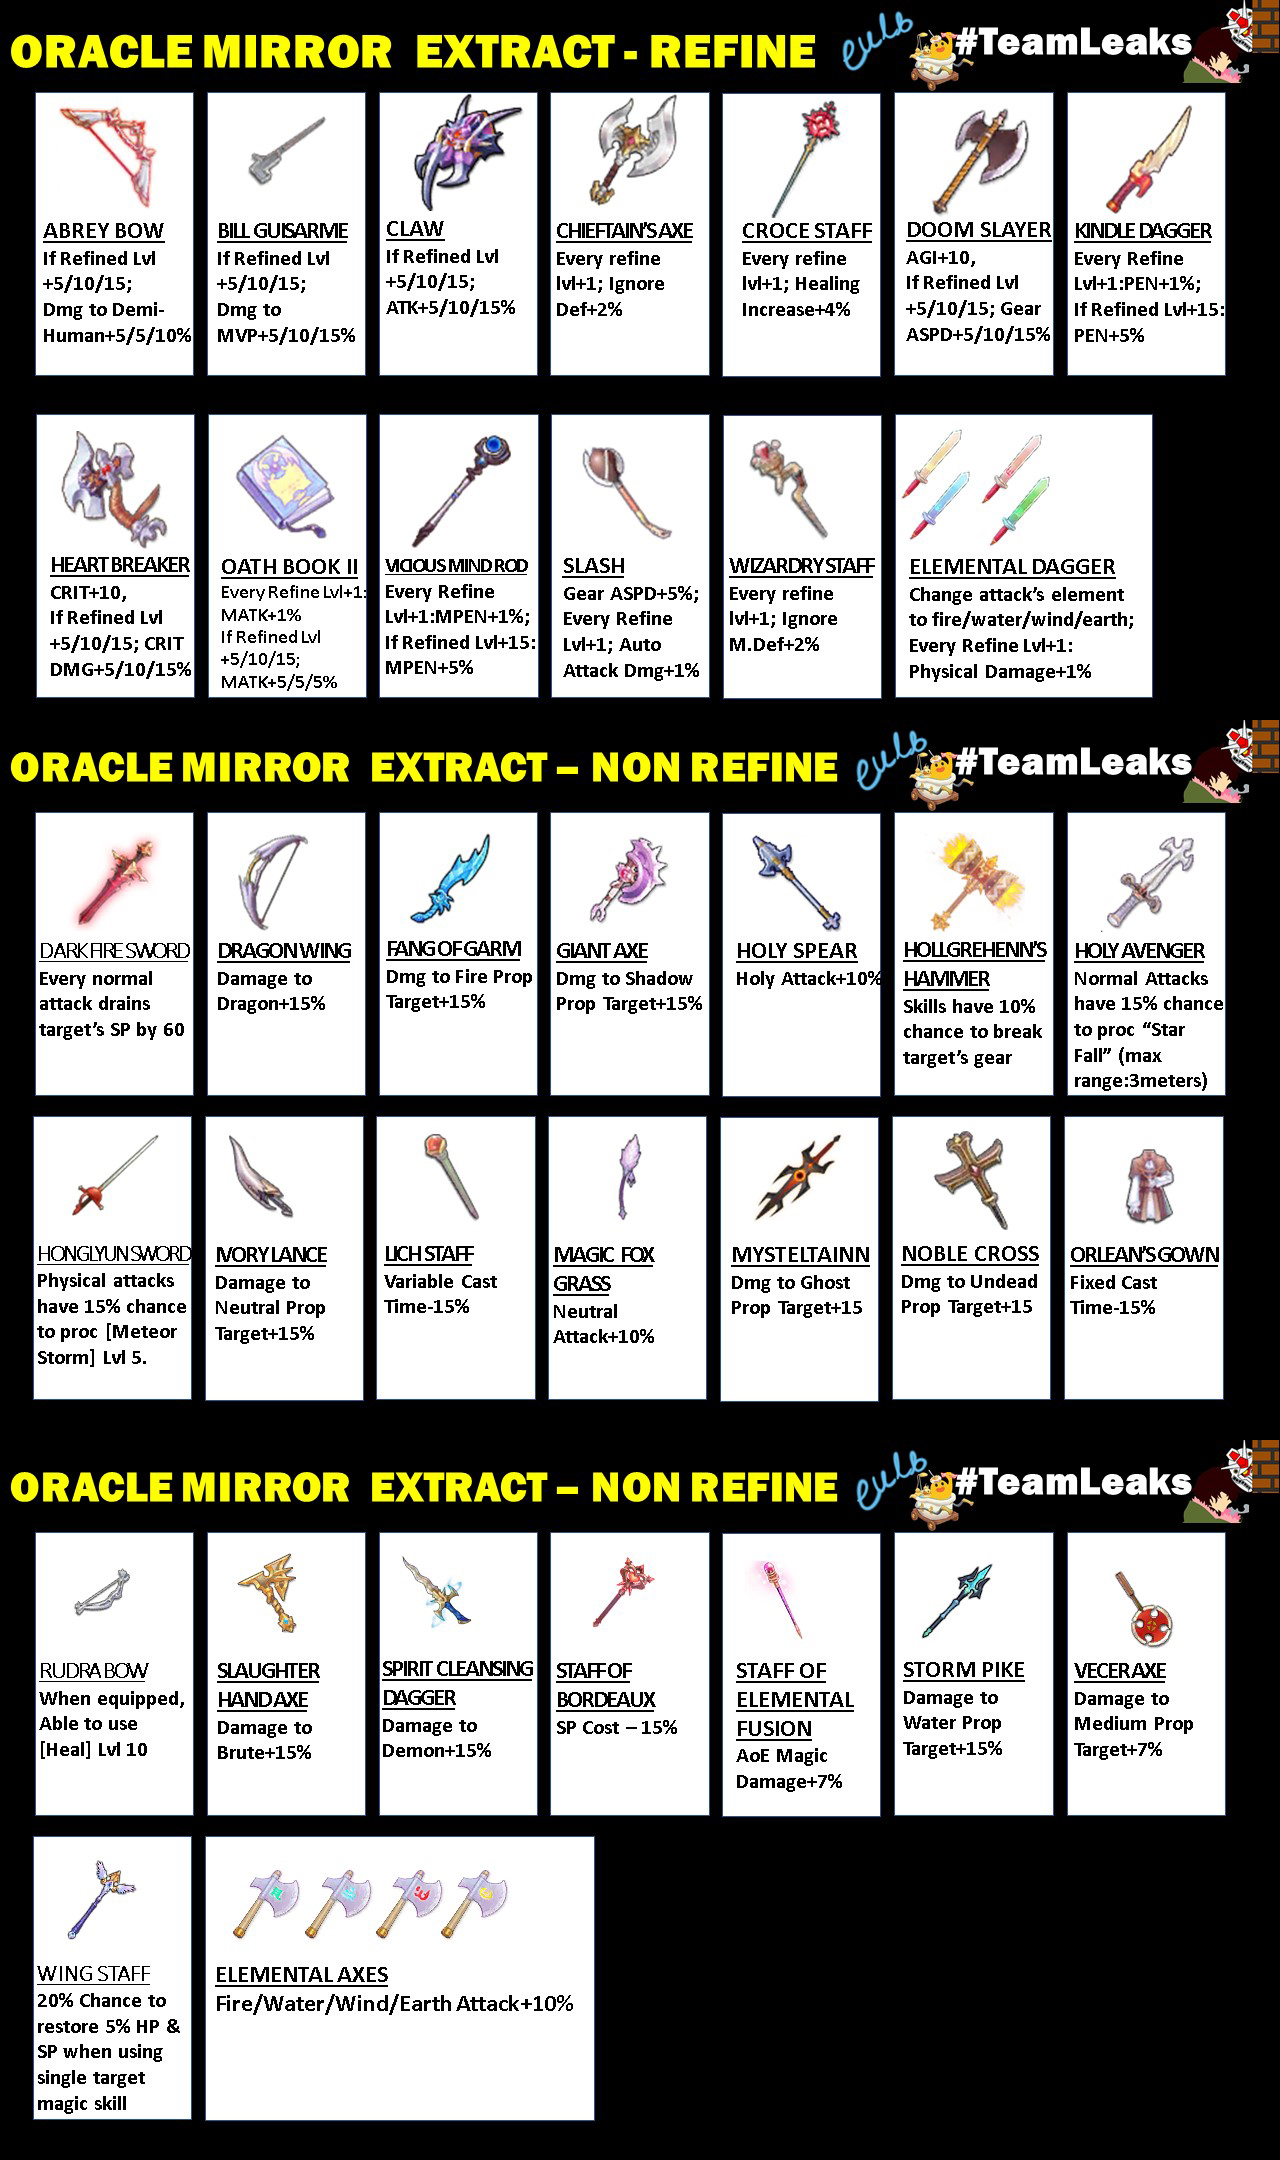 ORACLE MIRROR EXTRACT - REFINE
eulb
#TeamLeaks
ABREY BOW
If Refined Lvl
+5/10/15;
Dmg to Demi-
Human+5/5/10%
BILL GUISARME
If Refined Lvl
+5/10/15;
Dmg to
MVP+5/10/15%
CLAW
If Refined Lvl
+5/10/15;
ATK+5/10/15%
CHIEFTAIN'S AXE
Every refine
lvl+1; Ignore
Def+2%
CROCE STAFF
Every refine
lvl+1; Healing
Increase+4%
DOOM SLAYER
AGI+10,
If Refined Lvl
+5/10/15; Gear
ASPD+5/10/15%
KINDLE DAGGER
Every Refine
Lvl+1:PEN+1%;
If Refined Lvl+15:
PEN+5%
HEART BREAKER
CRIT+10,
If Refined Lvl
+5/10/15; CRIT
DMG+5/10/15%
OATH BOOK II
Every Refine Lvl+1:
MATK+1%
If Refined Lvl
+5/10/15;
MATK+5/5/5%
VICIOUS MIND ROD
Every Refine
Lvl+1:MPEN+1%;
If Refined Lvl+15:
MPEN+5%
SLASH
Gear ASPD+5%;
Every Refine
Lvl+1; Auto
Attack Dmg+1%
WIZARDRY STAFF
Every refine
lvl+1; Ignore
M.Def+2%
ELEMENTAL DAGGER
Change attack's element
to fire/water/wind/earth;
Every Refine Lvl+1:
Physical Damage+1%
ORACLE MIRROR EXTRACT – NON REFINE
eulb
#TeamLeaks
DARK FIRE SWORD
Every normal
attack drains
target's SP by 60
DRAGON WING
Damage to
Dragon+15%
FANG OF GARM
Dmg to Fire Prop
Target+15%
GIANT AXE
Dmg to Shadow
Prop Target+15%
HOLY SPEAR
Holy Attack+10%
HOLLGREHENN'S
HAMMER
Skills have 10%
chance to break
target's gear
HOLY AVENGER
Normal Attacks
have 15% chance
to proc “Star
Fall” (max
range:3meters)
HONGLYUN SWORD
Physical attacks
have 15% chance
to proc [Meteor
Storm] Lvl 5.
IVORY LANCE
Damage to
Neutral Prop
Target+15%
LICH STAFF
Variable Cast
Time-15%
MAGIC FOX
GRASS
Neutral
Attack+10%
MYSTELTAINN
Dmg to Ghost
Prop Target+15
NOBLE CROSS
Dmg to Undead
Prop Target+15
ORLEAN'S GOWN
Fixed Cast
Time-15%
ORACLE MIRROR EXTRACT – NON REFINE
eulb
#TeamLeaks
RUDRA BOW
When equipped,
Able to use
[Heal] Lvl 10
SLAUGHTER
HAND AXE
Damage to
Brute+15%
SPIRIT CLEANSING
DAGGER
Damage to
Demon+15%
STAFF OF
BORDEAUX
SP Cost – 15%
STAFF OF
ELEMENTAL
FUSION
AoE Magic
Damage+7%
STORM PIKE
Damage to
Water Prop
Target+15%
VECER AXE
Damage to
Medium Prop
Target+7%
WING STAFF
20% Chance to
restore 5% HP &
SP when using
single target
magic skill
ELEMENTAL AXES
Fire/Water/Wind/Earth Attack+10%